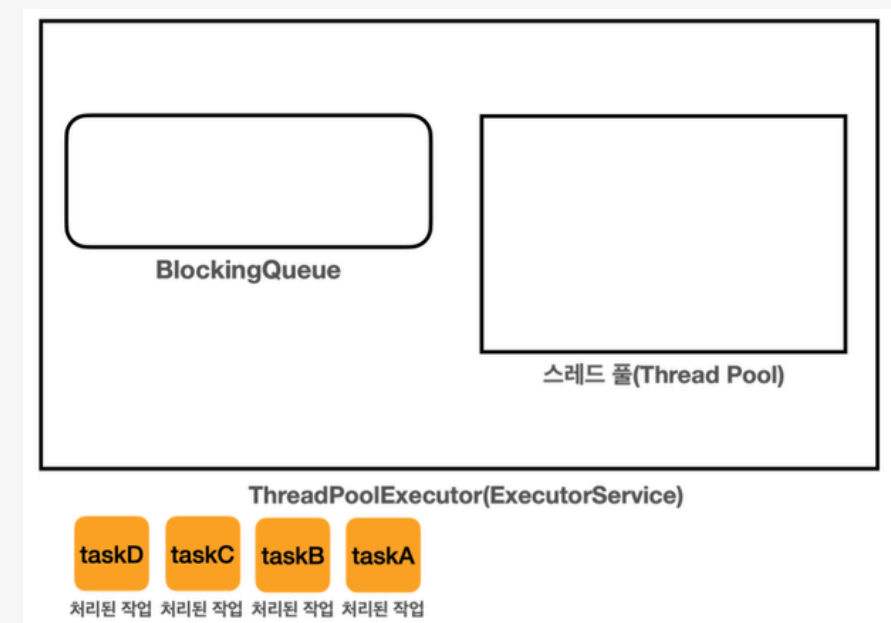 BlockingQueue
스레드 풀(Thread Pool)
ThreadPoolExecutor(ExecutorService)
taskD taskC taskB taskA
처리된 작업 처리된 작업 처리된 작업 처리된 작업